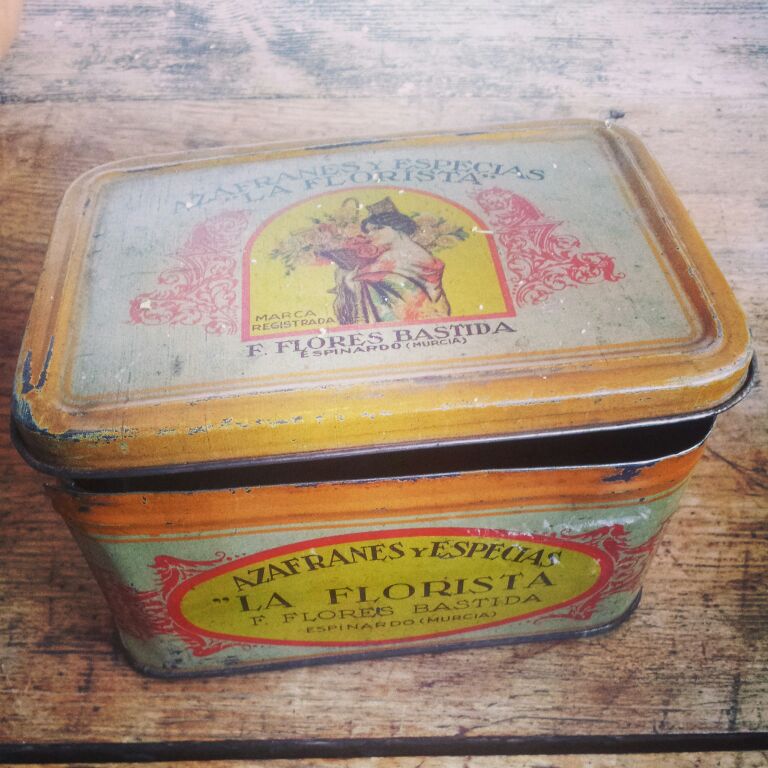 AZAFRANES Y ESPECIAS
"LA FLORISTA"
MARCA
REGISTRADA
F. FLORES BASTIDA
ESPINARDO (MURCIA)
AZAFRANES Y ESPECIAS
"LA FLORISTA
F. FLORES BASTIDA
ESPINARDO (MURCIA)